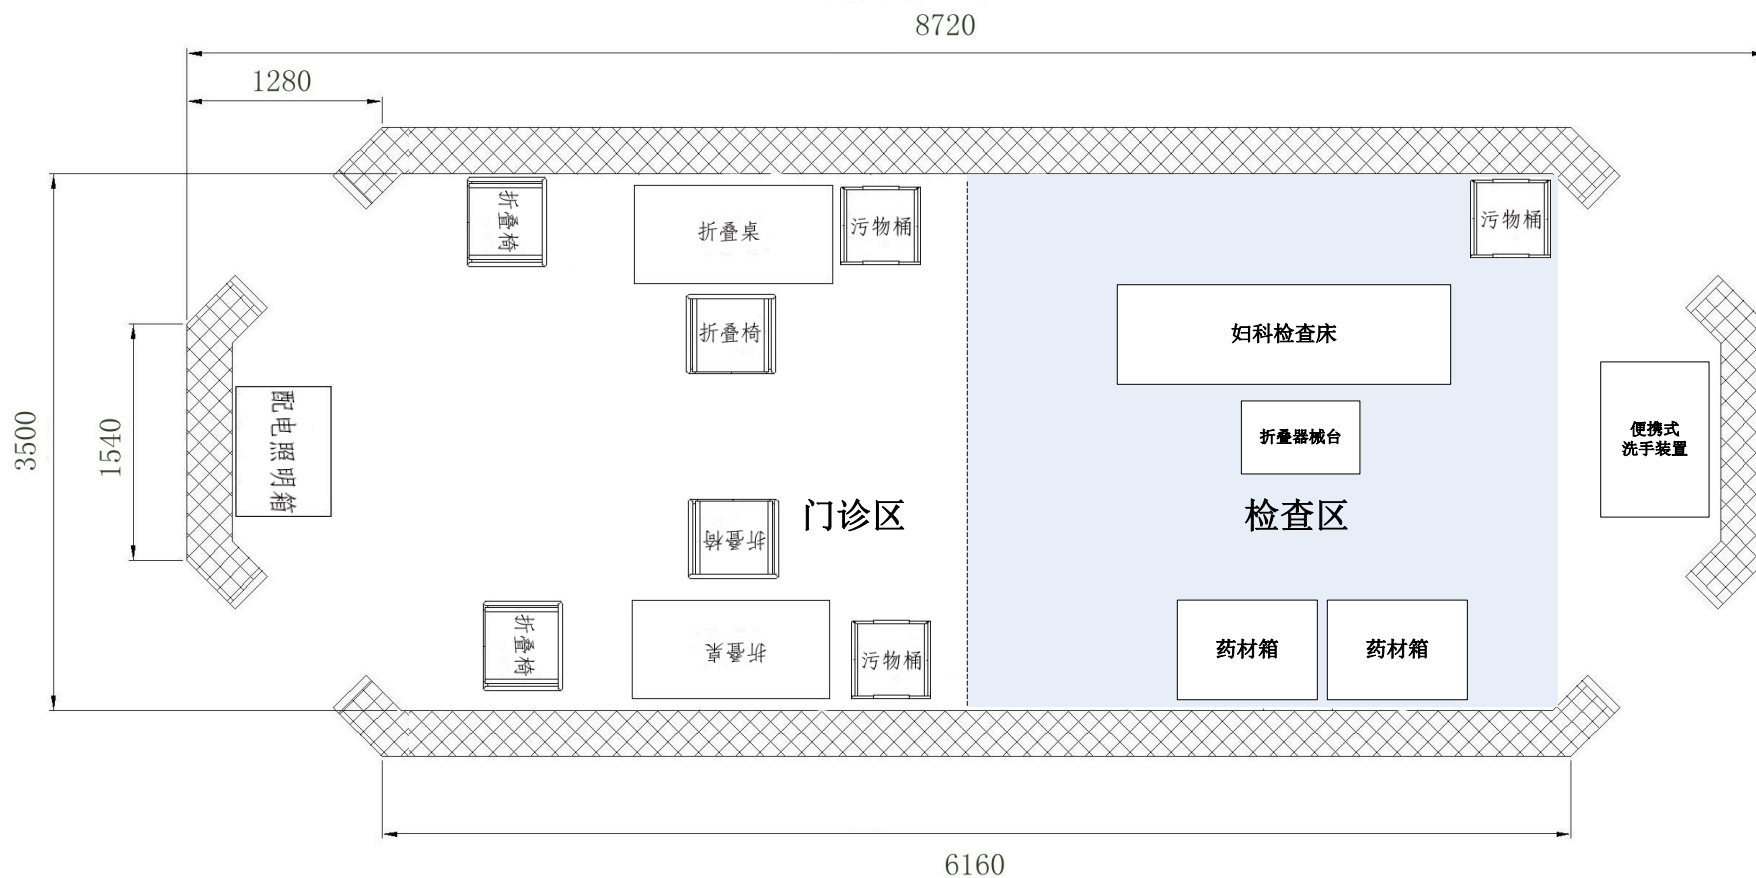 8720
1280
折叠椅
折叠桌
污物桶
污物桶
折叠椅
妇科检查床
配电照明箱
折叠器械台
便携式
洗手装置
3500
1540
门诊区
检查区
折叠椅
折叠椅
折叠桌
污物桶
药材箱
药材箱
6160